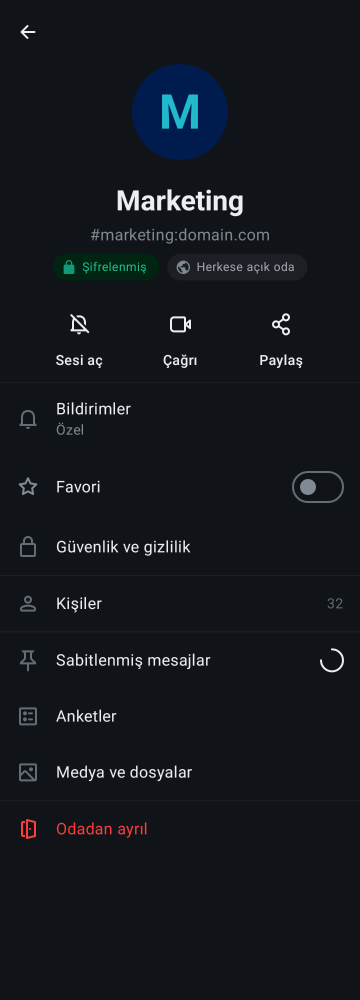 M
Marketing
#marketing:domain.com
Şifrelenmiş
Herkese açık oda
Sesi aç
Çağrı
Paylaş
Bildirimler
Özel
Favori
Güvenlik ve gizlilik
Kişiler
32
Sabitlenmiş mesajlar
Anketler
Medya ve dosyalar
Odadan ayrıl